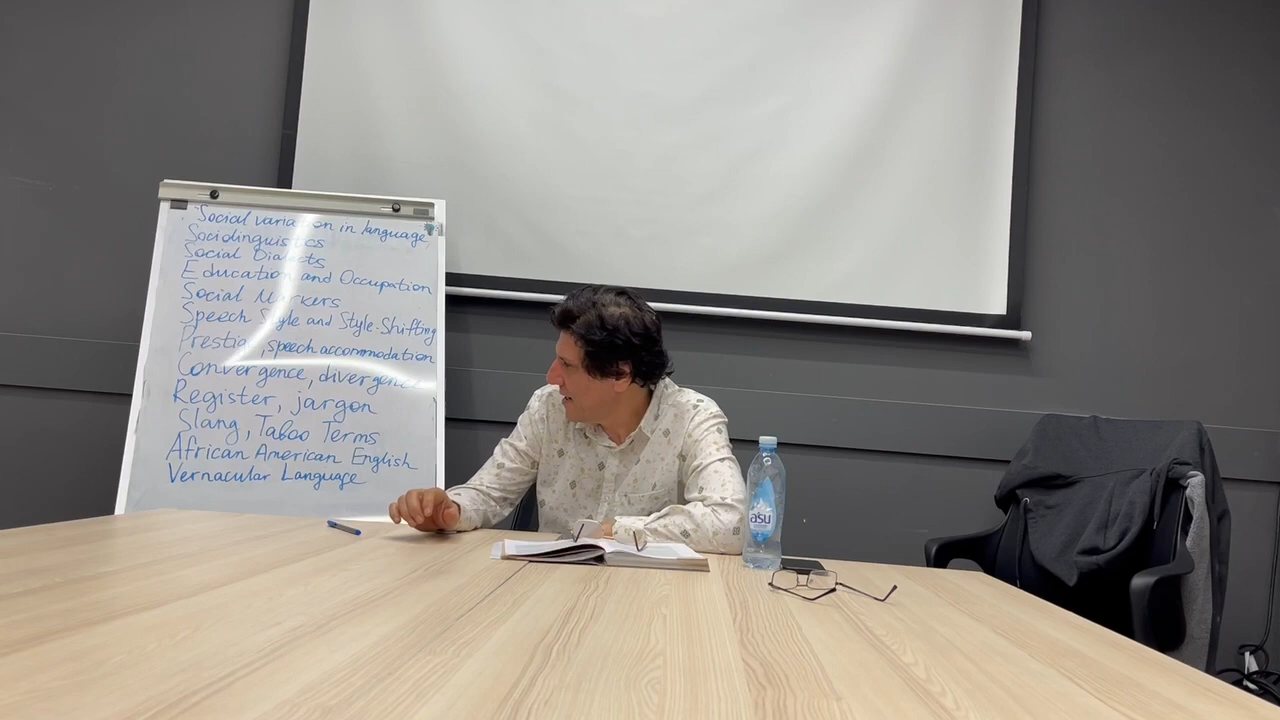 Social variation in language
Sociolinguistics
Social Dialects
Education and Occupation
Social Markers
Speech Style and Style-Shifting
, speech accommodation
Convergence, divergence
Register, jargon
Slang, Taboo Terms
African American English
Vernacular Language
asu